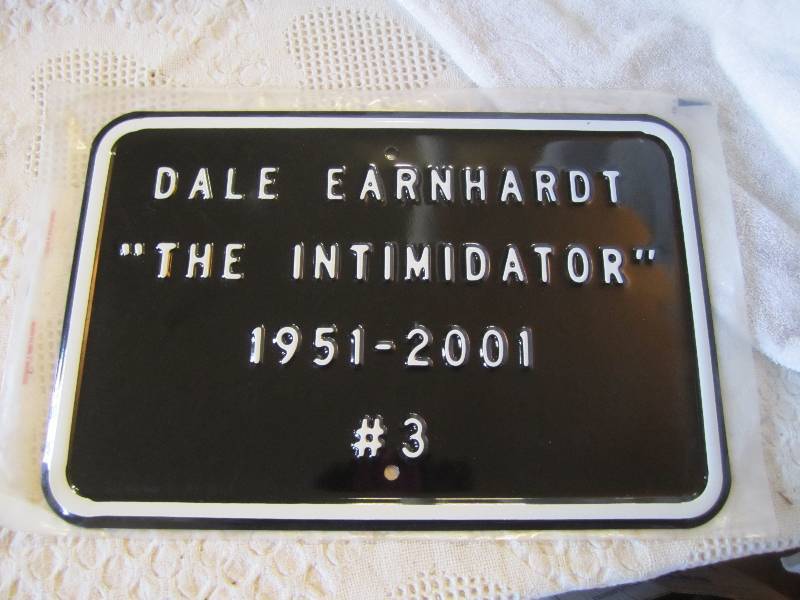 DALE EARNHARDT
"THE INTIMIDATOR"
1951-2001
#3